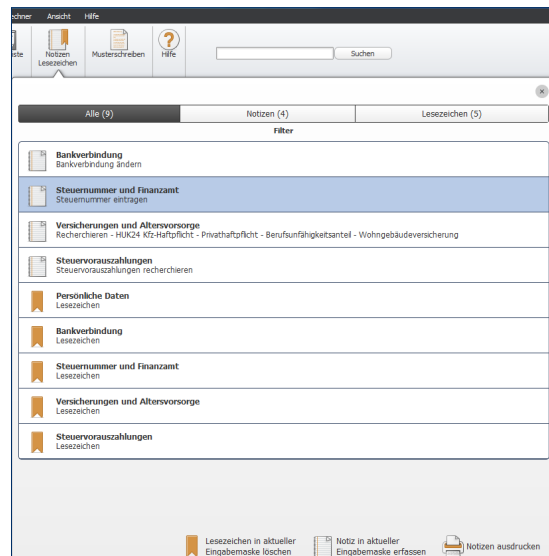 chner Ansicht Hilfe
iste Notizen Musterschreiben Hilfe Suchen
Lesezeichen
Alle (9) Notizen (4) Lesezeichen (5)
Filter
Bankverbindung
Bankverbindung ändern
Steuernummer und Finanzamt
Steuernummer eintragen
Versicherungen und Altersvorsorge
Recherchieren - HUK24 Kfz-Haftpflicht - Privathaftpflicht - Berufsunfähigkeitsanteil - Wohngebäudeversicherung
Steuervorauszahlungen
Steuervorauszahlungen recherchieren
Persönliche Daten
Lesezeichen
Bankverbindung
Lesezeichen
Steuernummer und Finanzamt
Lesezeichen
Versicherungen und Altersvorsorge
Lesezeichen
Steuervorauszahlungen
Lesezeichen
Lesezeichen in aktueller
Eingabemaske löschen
Notiz in aktueller
Eingabemaske erfassen
Notizen ausdrucken